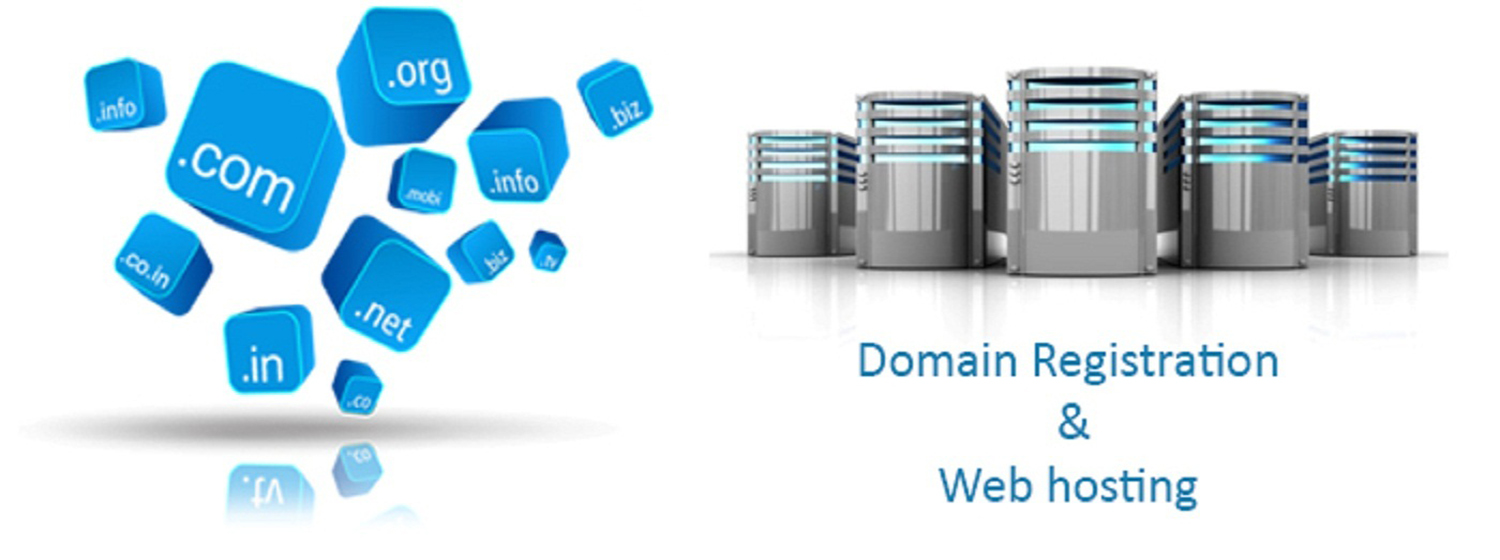 .org
.info
.biz
.com
.mobi
.info
.co.in
.biz
.tv
.net
.in
.co
Domain Registration
&
Web hosting